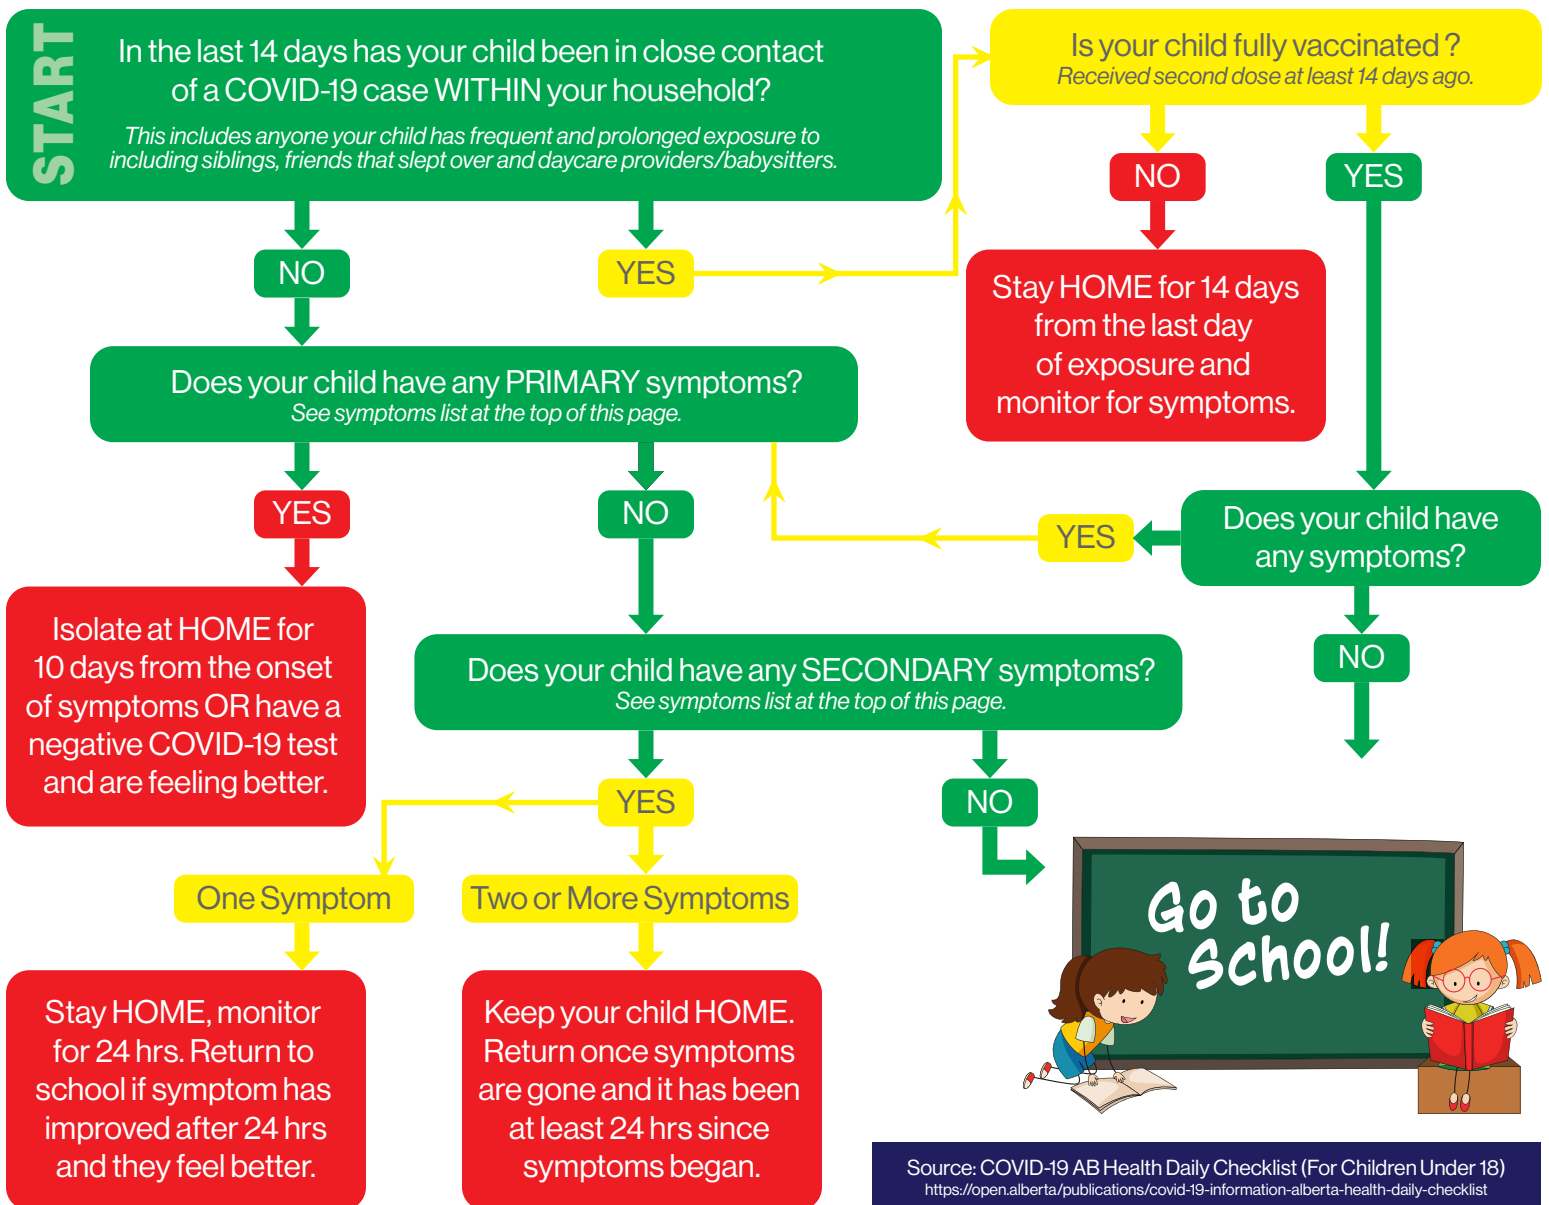 START
In the last 14 days has your child been in close contact
of a COVID-19 case WITHIN your household?
This includes anyone your child has frequent and prolonged exposure to
including siblings, friends that slept over and daycare providers/babysitters.
NO
YES
Is your child fully vaccinated ?
Received second dose at least 14 days ago.
NO
YES
Stay HOME for 14 days
from the last day
of exposure and
monitor for symptoms.
Does your child have any PRIMARY symptoms?
See symptoms list at the top of this page.
YES
NO
YES
Does your child have
any symptoms?
NO
Isolate at HOME for
10 days from the onset
of symptoms OR have a
negative COVID-19 test
and are feeling better.
Does your child have any SECONDARY symptoms?
See symptoms list at the top of this page.
YES
NO
One Symptom
Two or More Symptoms
Stay HOME, monitor
for 24 hrs. Return to
school if symptom has
improved after 24 hrs
and they feel better.
Keep your child HOME.
Return once symptoms
are gone and it has been
at least 24 hrs since
symptoms began.
Go to
School!
Source: COVID-19 AB Health Daily Checklist (For Children Under 18)
https://open.alberta/publications/covid-19-information-alberta-health-daily-checklist